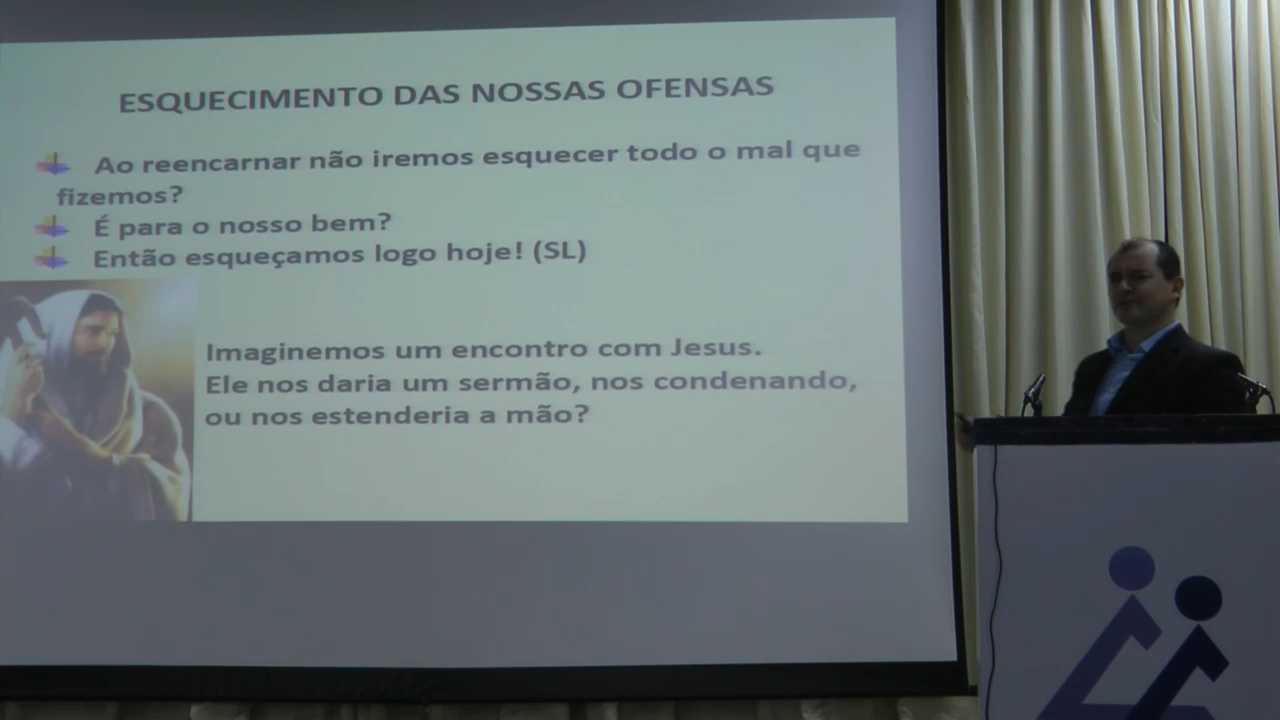 ESQUECIMENTO DAS NOSSAS OFENSAS
Ao reencarnar não iremos esquecer todo o mal que
fizemos?
É para o nosso bem?
Então esqueçamos logo hoje! (SL)
Imaginemos um encontro com Jesus.
Ele nos daria um sermão, nos condenando,
ou nos estenderia a mão?